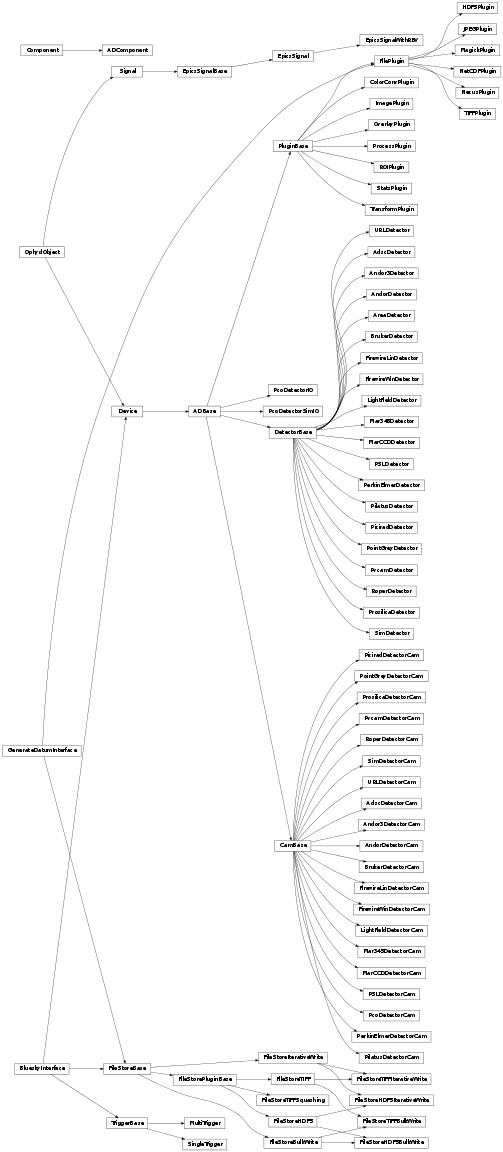 HDF5Plugin
JPEGPlugin
MagickPlugin
NetCDFPlugin
NexusPlugin
TIFFPlugin
Component
ADComponent
EpicsSignalWithRBV
EpicsSignal
FilePlugin
Signal
EpicsSignalBase
ColorConvPlugin
ImagePlugin
OverlayPlugin
PluginBase
ProcessPlugin
ROIPlugin
StatsPlugin
TransformPlugin
URLDetector
OphydObject
AdscDetector
Andor3Detector
AndorDetector
AreaDetector
BrukerDetector
FirewireLinDetector
FirewireWinDetector
PcoDetectorIO
LightFieldDetector
Device
ADBase
PcoDetectorSimIO
Mar345Detector
DetectorBase
MarCCDDetector
PSLDetector
PerkinElmerDetector
PilatusDetector
PixiradDetector
PointGreyDetector
PvcamDetector
RoperDetector
ProsilicaDetector
SimDetector
PixiradDetectorCam
PointGreyDetectorCam
ProsilicaDetectorCam
PvcamDetectorCam
RoperDetectorCam
GenerateDatumInterface
SimDetectorCam
URLDetectorCam
AdscDetectorCam
Andor3DetectorCam
CamBase
AndorDetectorCam
BrukerDetectorCam
FirewireLinDetectorCam
FirewireWinDetectorCam
LightFieldDetectorCam
Mar345DetectorCam
MarCCDDetectorCam
PSLDetectorCam
PcoDetectorCam
PerkinElmerDetectorCam
FileStoreIterativeWrite
PilatusDetectorCam
BlueskyInterface
FileStoreBase
FileStorePluginBase
FileStoreTIFF
FileStoreTIFFIterativeWrite
FileStoreTIFFSquashing
FileStoreHDF5IterativeWrite
TriggerBase
MultiTrigger
FileStoreHDF5
FileStoreTIFFBulkWrite
SingleTrigger
FileStoreBulkWrite
FileStoreHDF5BulkWrite